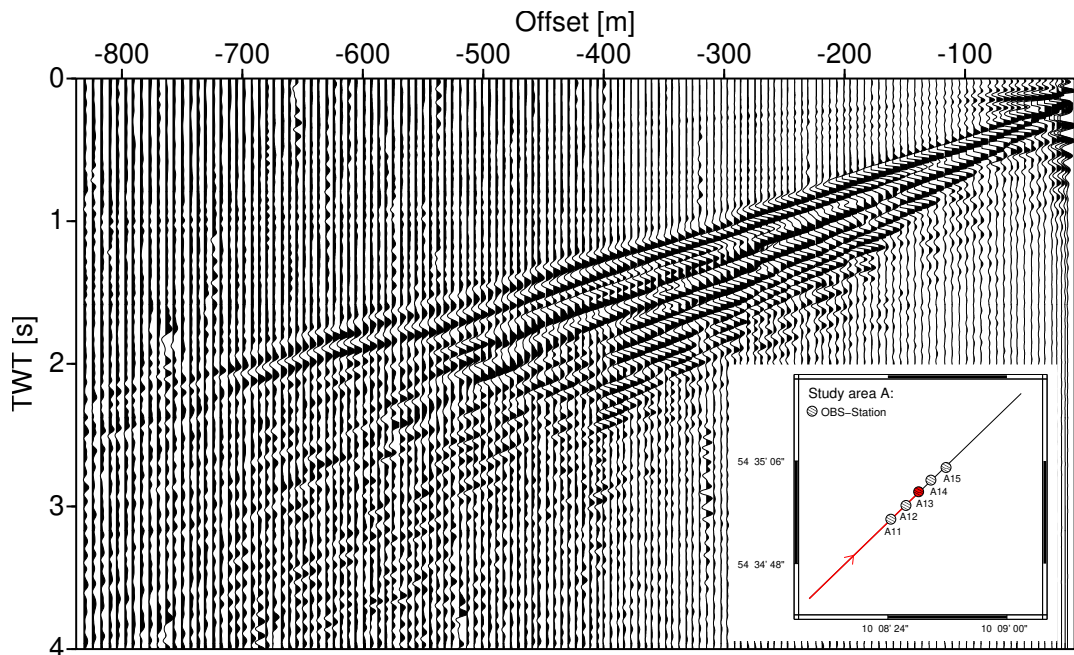 Offset [m]
-800 -700 -600 -500 -400 -300 -200 -100
0
1
2
3
4
TWT [s]
Study area A:
OBS−Station
54 35' 06"
54 34' 48"
A15
A14
A13
A12
A11
10 08' 24" 10 09' 00"